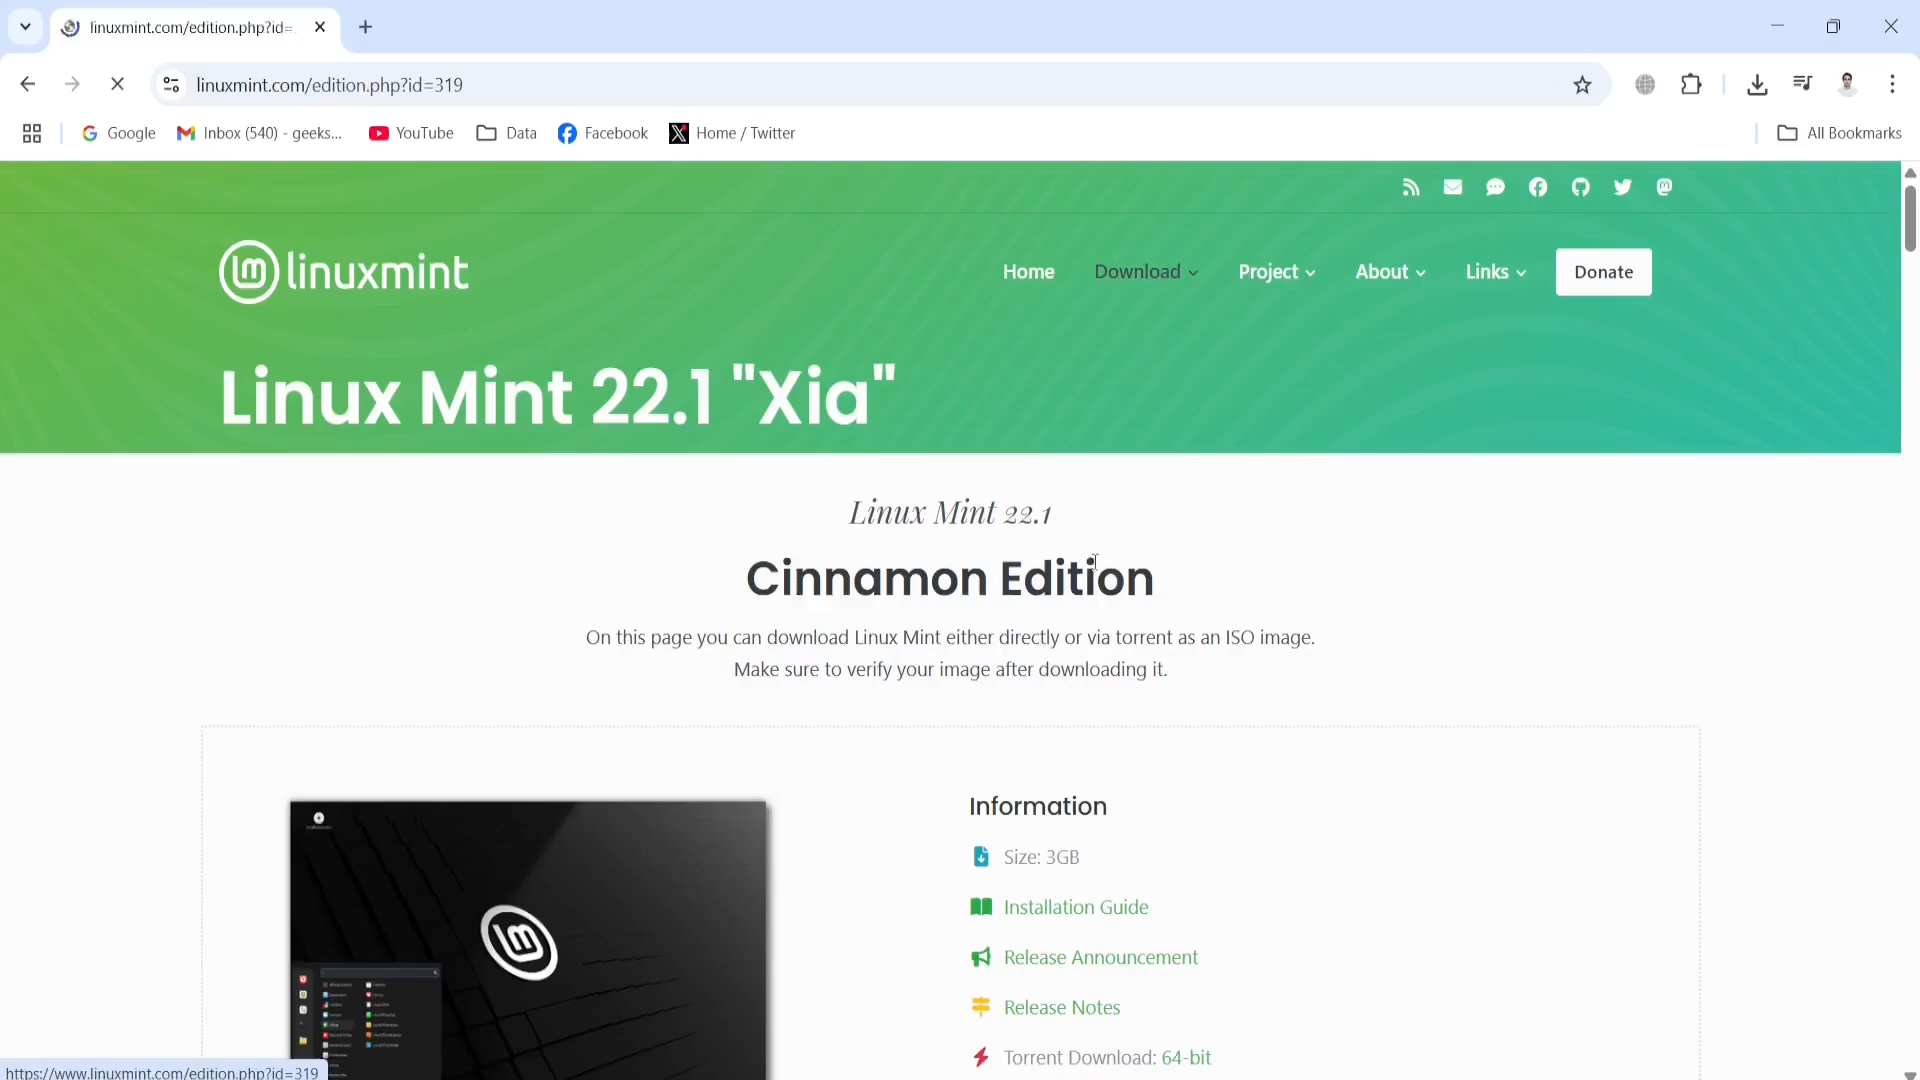 linuxmint.com/edition.php?id=
linuxmint.com/edition.php?id=319
Google
Inbox (540) - geeks...
YouTube
Data
Facebook
Home / Twitter
All Bookmarks
linuxmint
Home
Download
Project
About
Links
Donate
Linux Mint 22.1 "Xia"
Linux Mint 22.1
Cinnamon Edition
On this page you can download Linux Mint either directly or via torrent as an ISO image.
Make sure to verify your image after downloading it.
Information
Size: 3GB
Installation Guide
Release Announcement
Release Notes
Torrent Download: 64-bit
https://www.linuxmint.com/edition.php?id=319